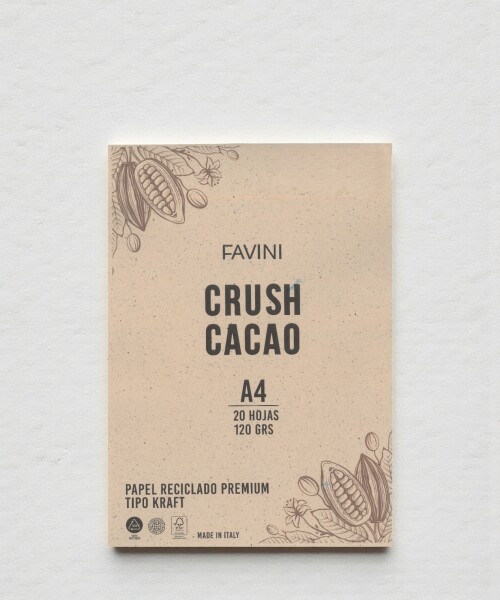 FAVINI
CRUSH
CACAO
A4
20 HOJAS
120 GRS
PAPEL RECICLADO PREMIUM
TIPO KRAFT
MADE IN ITALY